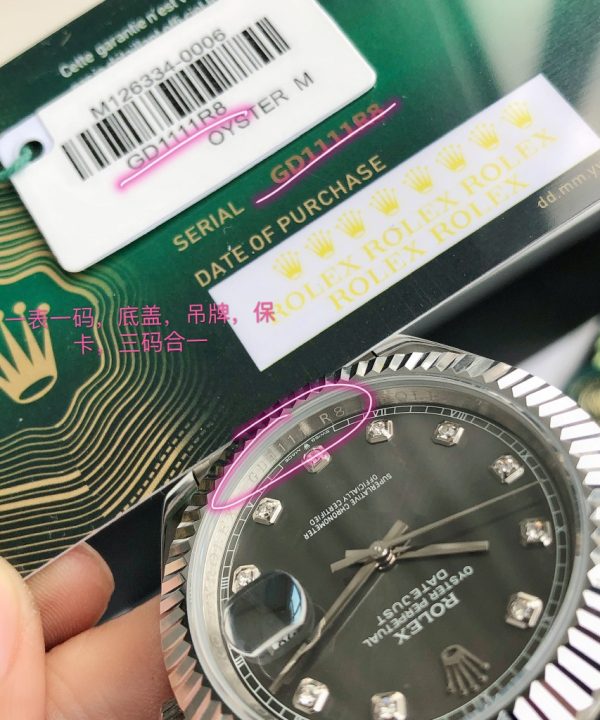 Cette garantie n'est v
M126334-0006
GD1111R8
OYSTER M
SERIAL GD1111R8
DATE OF PURCHASE
ROLEX ROLEX ROLEX
ROLEX ROLEX
dd.mm.yy
一表一码，底盖，吊牌，保
卡，三码合一
R8
SUPERLATIVE CHRONOMETER
OFFICIALLY CERTIFIED
ROLEX
OYSTER PERPETUAL
DATEJUST